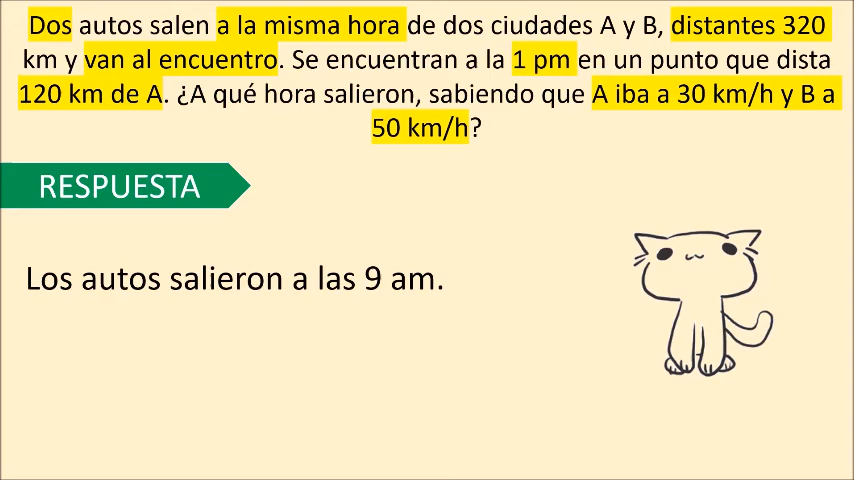 Dos autos salen a la misma hora de dos ciudades A y B, distantes 320
km y van al encuentro. Se encuentran a la 1 pm en un punto que dista
120 km de A. ¿A qué hora salieron, sabiendo que A iba a 30 km/h y B a
50 km/h?
RESPUESTA
Los autos salieron a las 9 am.